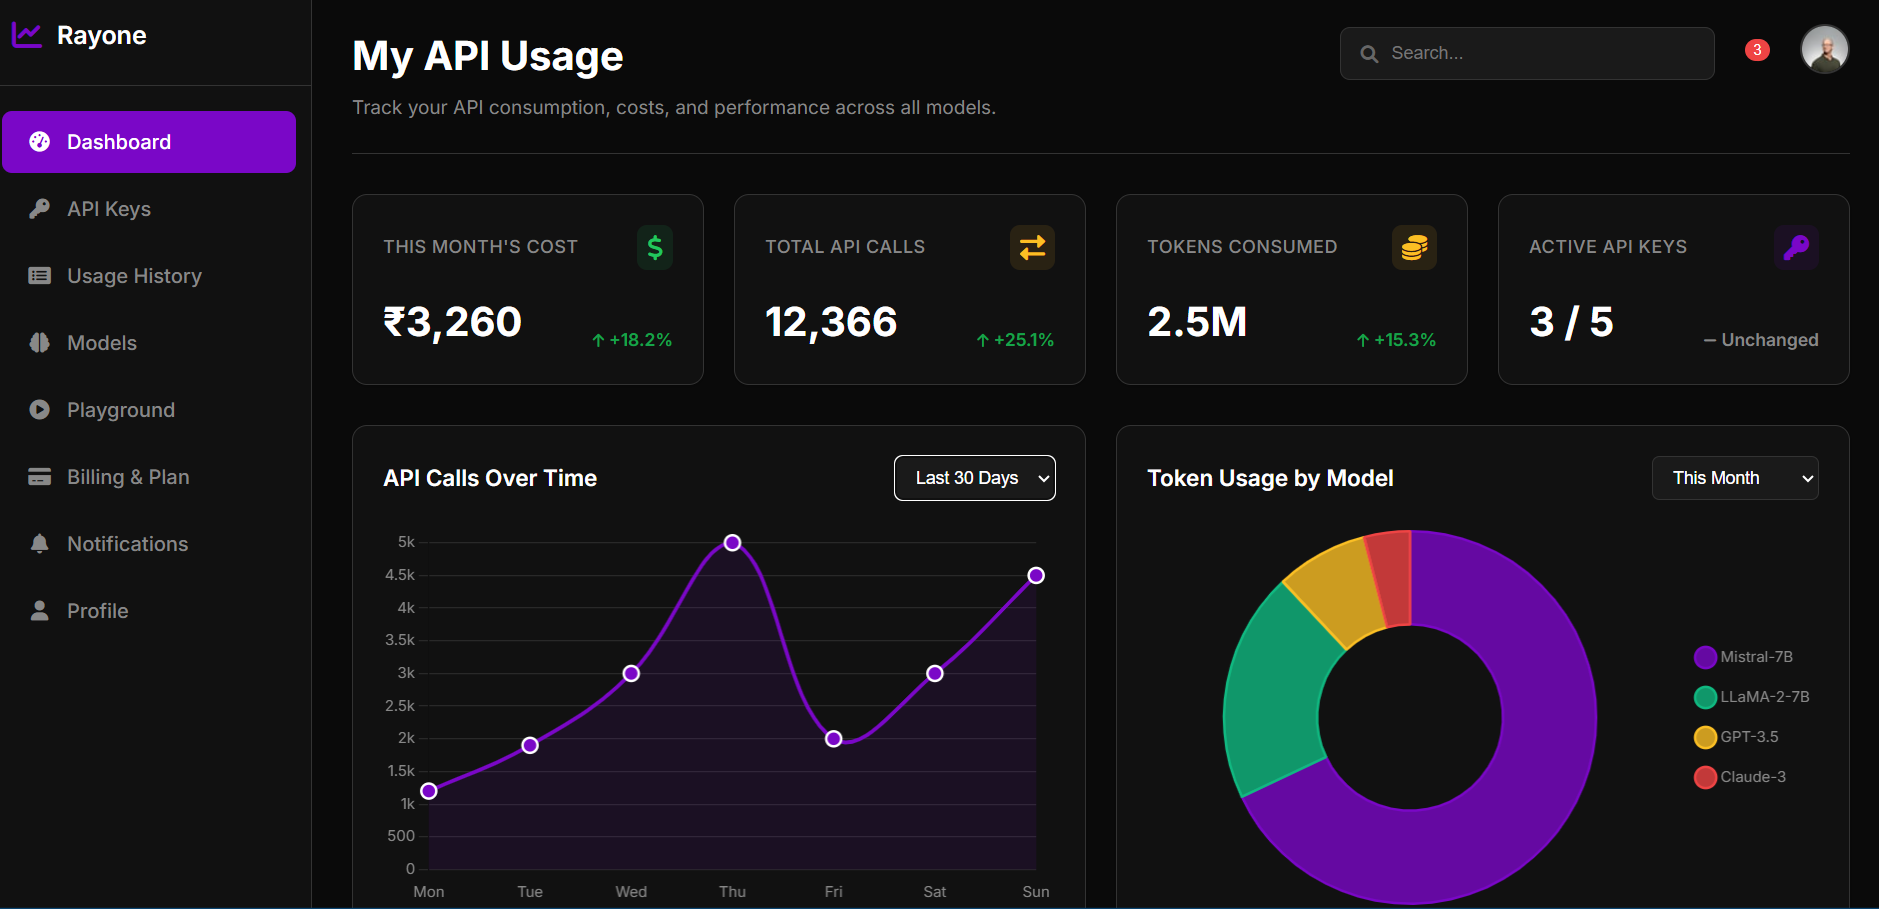 Rayone
Dashboard
API Keys
Usage History
Models
Playground
Billing & Plan
Notifications
Profile
My API Usage
Track your API consumption, costs, and performance across all models.
Search...
3
THIS MONTH'S COST
$
₹3,260
+18.2%
TOTAL API CALLS
12,366
+25.1%
TOKENS CONSUMED
2.5M
+15.3%
ACTIVE API KEYS
3 / 5
— Unchanged
API Calls Over Time
Last 30 Days
5k
4.5k
4k
3.5k
3k
2.5k
2k
1.5k
1k
500
0
Mon Tue Wed Thu Fri Sat Sun
Token Usage by Model
This Month
Mistral-7B
LLaMA-2-7B
GPT-3.5
Claude-3